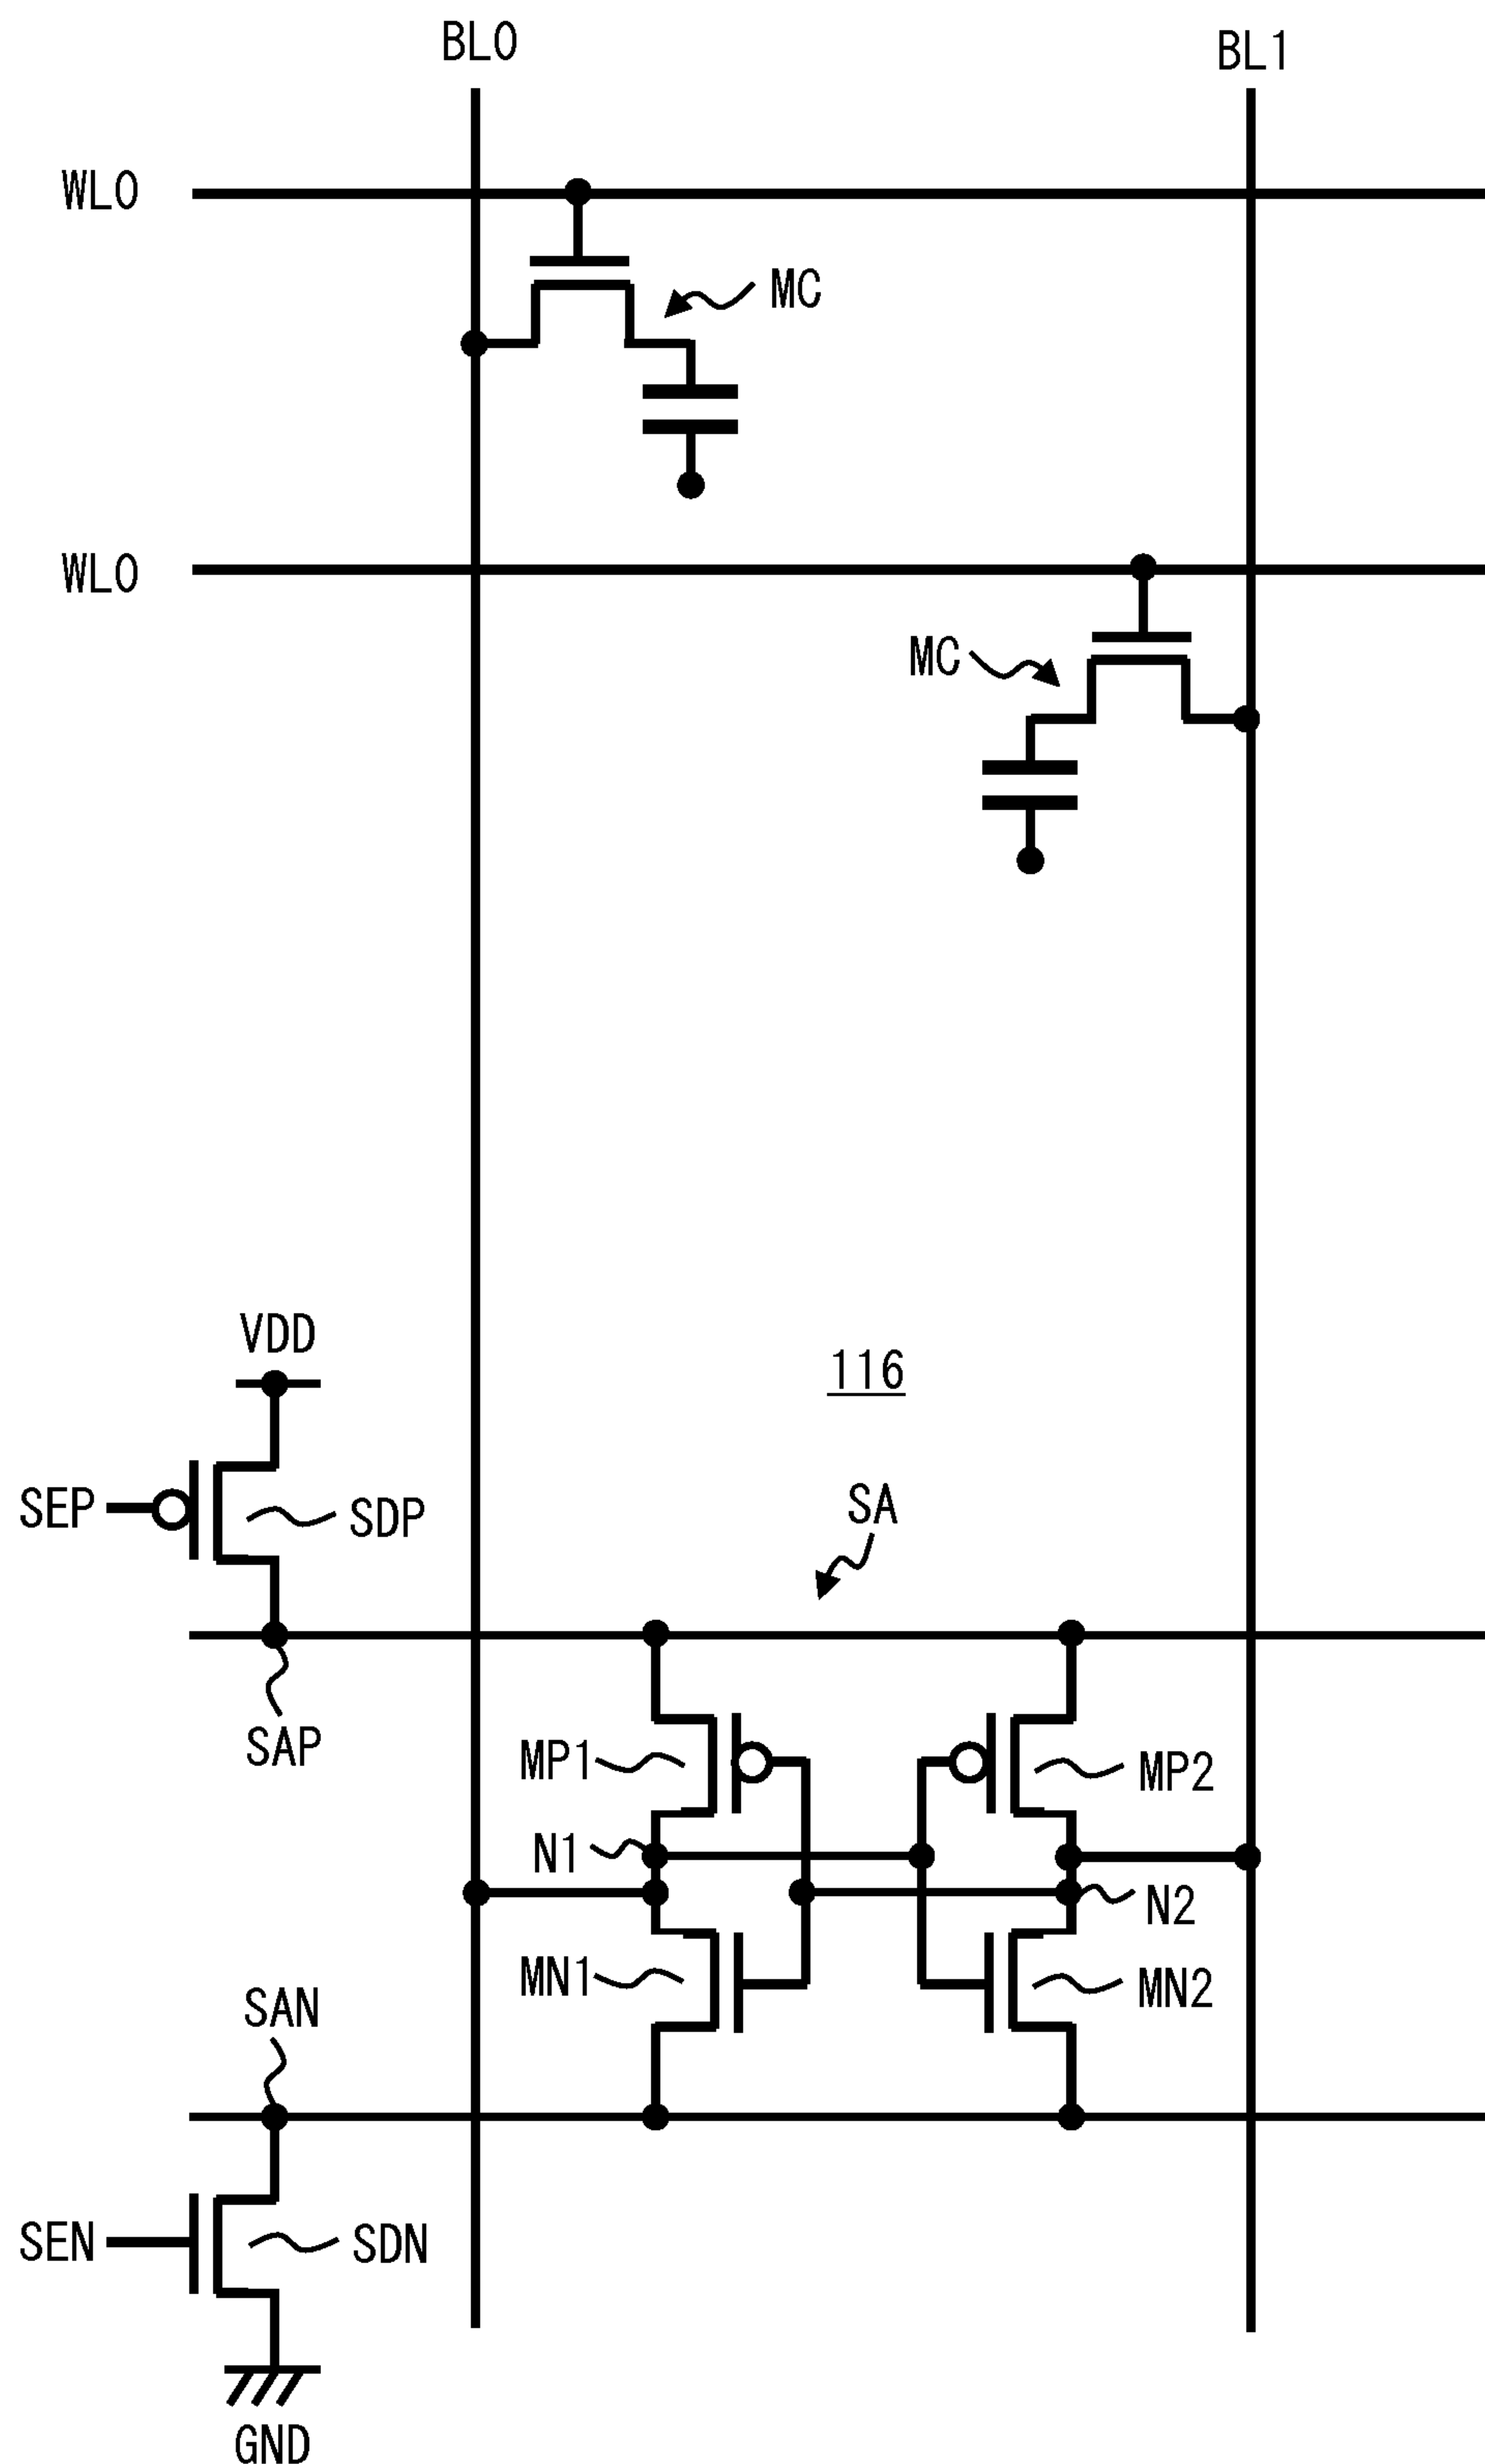 BL0
BL1
WL0
MC
WL0
MC
VDD
116
SEP
SDP
SA
SAP
MP1
MP2
N1
N2
MN1
MN2
SAN
SEN
SDN
GND